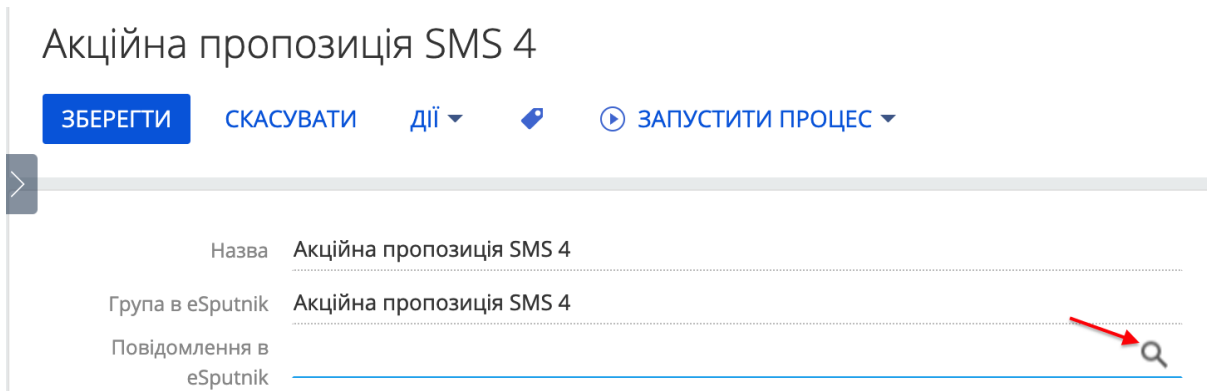 Акційна пропозиція SMS 4
ЗБЕРЕГТИ СКАСУВАТИ ДІЇ ЗАПУСТИТИ ПРОЦЕС
Назва Акційна пропозиція SMS 4
Група в eSputnik Акційна пропозиція SMS 4
Повідомлення в
eSputnik